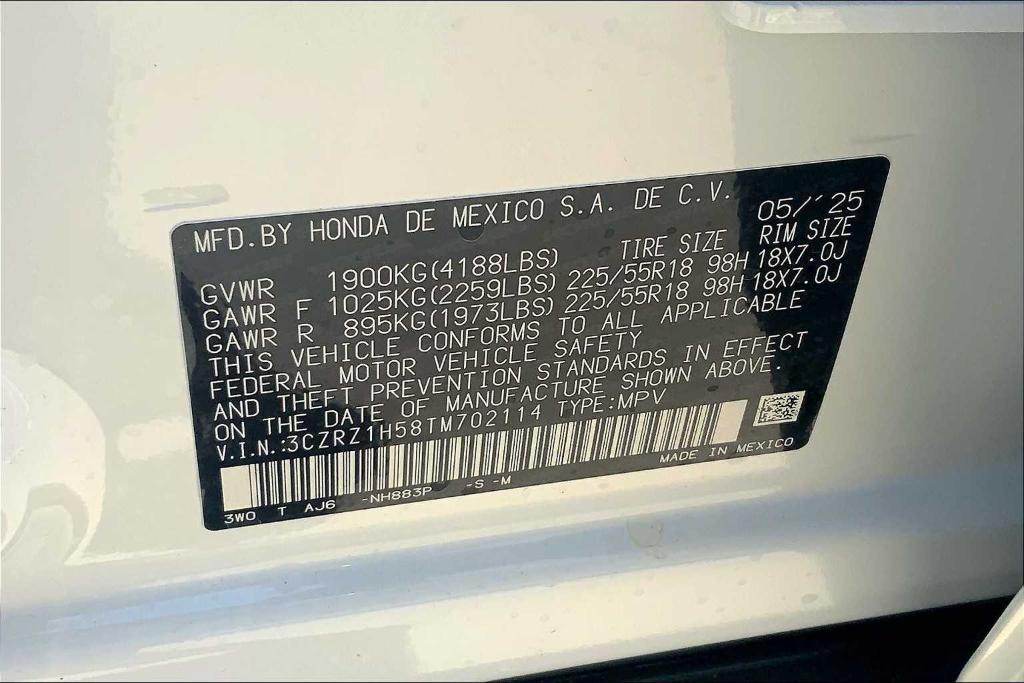 MFD.BY HONDA DE MEXICO S.A. DE C.V. 05/'25
TIRE SIZE RIM SIZE
GVWR 1900KG(4188LBS)
GAWR F 1025KG(2259LBS) 225/55R18 98H 18X7.0J
GAWR R 895KG(1973LBS) 225/55R18 98H 18X7.0J
THIS VEHICLE CONFORMS TO ALL APPLICABLE
FEDERAL MOTOR VEHICLE SAFETY
AND THEFT PREVENTION STANDARDS IN EFFECT
ON THE DATE OF MANUFACTURE SHOWN ABOVE.
V.I.N.:3CZRZ1H58TM702114 TYPE:MPV
MADE IN MEXICO
3W0 T AJ6 -NH883P -S -M